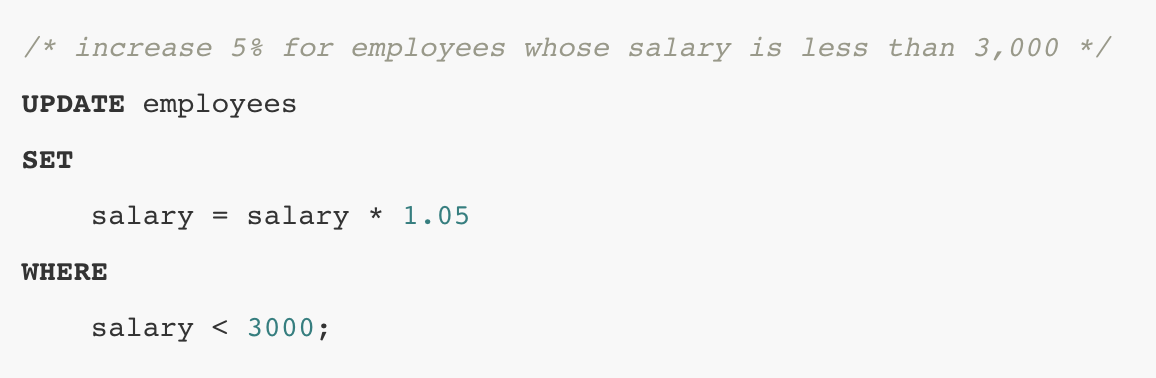 /* increase 5% for employees whose salary is less than 3,000 */
UPDATE employees
SET
    salary = salary * 1.05
WHERE
    salary < 3000;